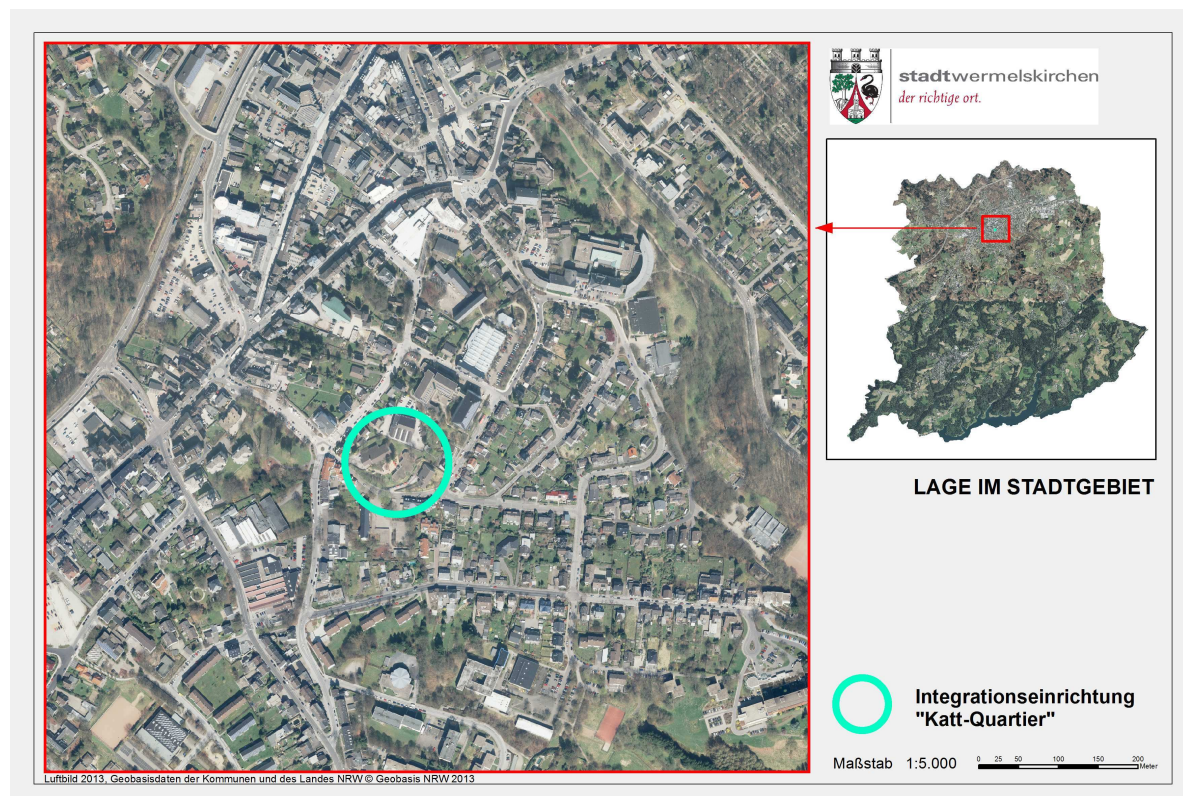 stadtwermelskirchen
der richtige ort.
LAGE IM STADTGEBIET
Integrationseinrichtung
"Katt-Quartier"
Maßstab 1:5.000
0 25 50 100 150 200
Meter
Luftbild 2013, Geobasisdaten der Kommunen und des Landes NRW © Geobasis NRW 2013